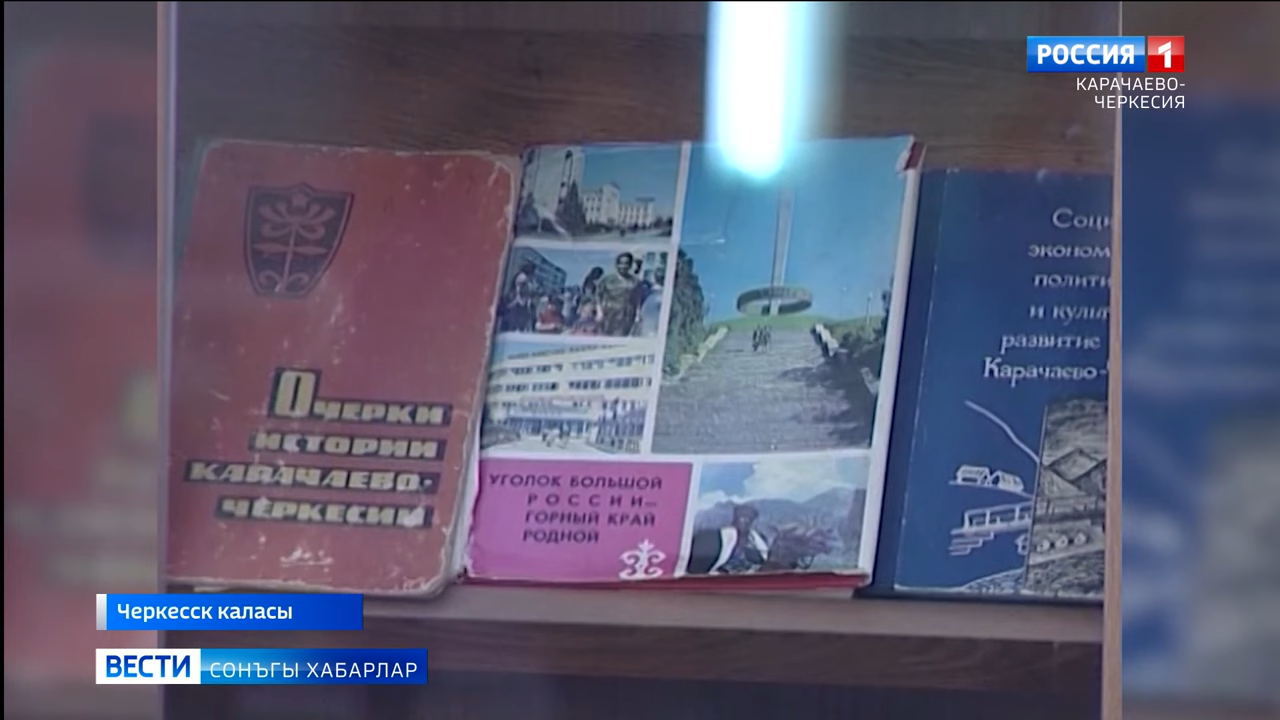 РОССИЯ 1
КАРАЧАЕВО-
ЧЕРКЕСИЯ
ОЧЕРКИ
ИСТОРИИ
КАРАЧАЕВО-
ЧЕРКЕСИИ
УГОЛОК БОЛЬШОЙ
РОССИИ—
ГОРНЫЙ КРАЙ
РОДНОЙ
Соци
эконом
полити
и культ
развитие
Карачаево-Ч
Черкесск каласы
ВЕСТИ СОНЪГЫ ХАБАРЛАР